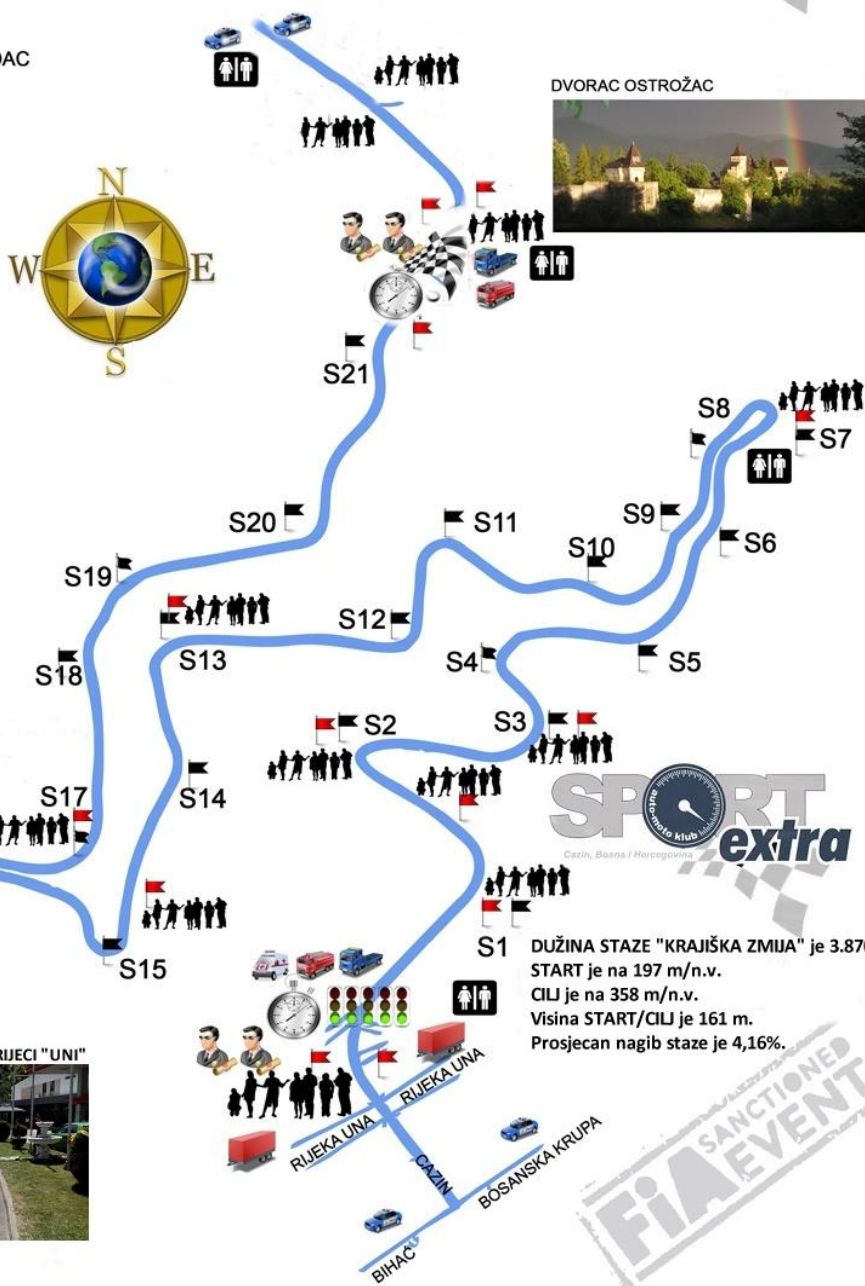 DAC
DVORAC OSTROŽAC
N
W
E
S
S21
S8
S7
S20
S11
S9
S6
S10
S19
S12
S13
S4
S5
S18
S2
S3
S17
S14
SPORT
auto-moto klub
extra
Cazin, Bosna i Hercegovina
S15
S1
DUŽINA STAZE "KRAJIŠKA ZMIJA" je 3.870
START je na 197 m/n.v.
CILJ je na 358 m/n.v.
Visina START/CILJ je 161 m.
Prosjecan nagib staze je 4,16%.
RIJECI "UNI"
RIJEKA UNA
RIJEKA UNA
CAZIN
BOSANSKA KRUPA
BIHAĆ
FiA SANCTIONED
EVENT